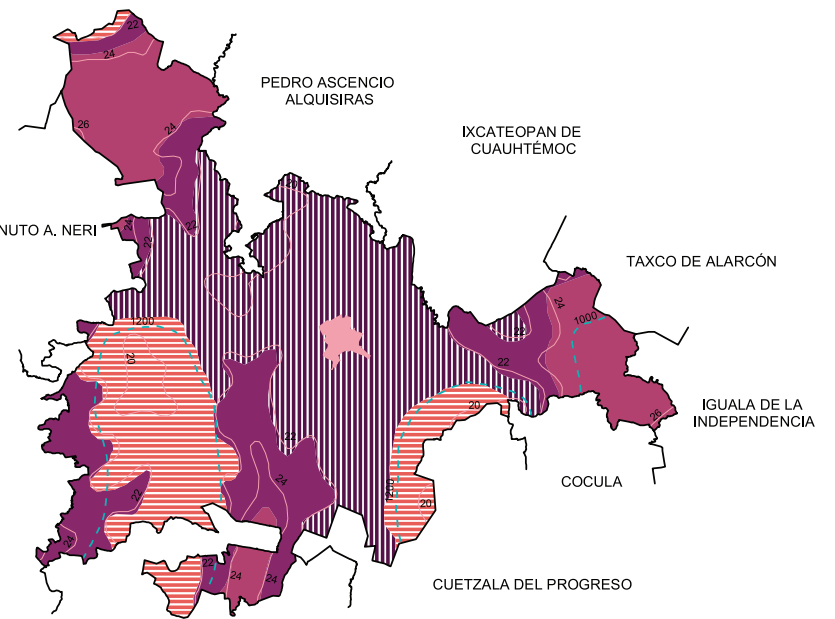 22
24
PEDRO ASCENCIO
ALQUISIRAS
26
24
IXCATEOPAN DE
CUAUHTÉMOC
20
NUTO A. NERI
24
22
22
TAXCO DE ALARCÓN
24
1000
1200
22
20
22
20
26
IGUALA DE LA
INDEPENDENCIA
22
24
COCULA
22
1200
20
24
22
24
24
CUETZALA DEL PROGRESO